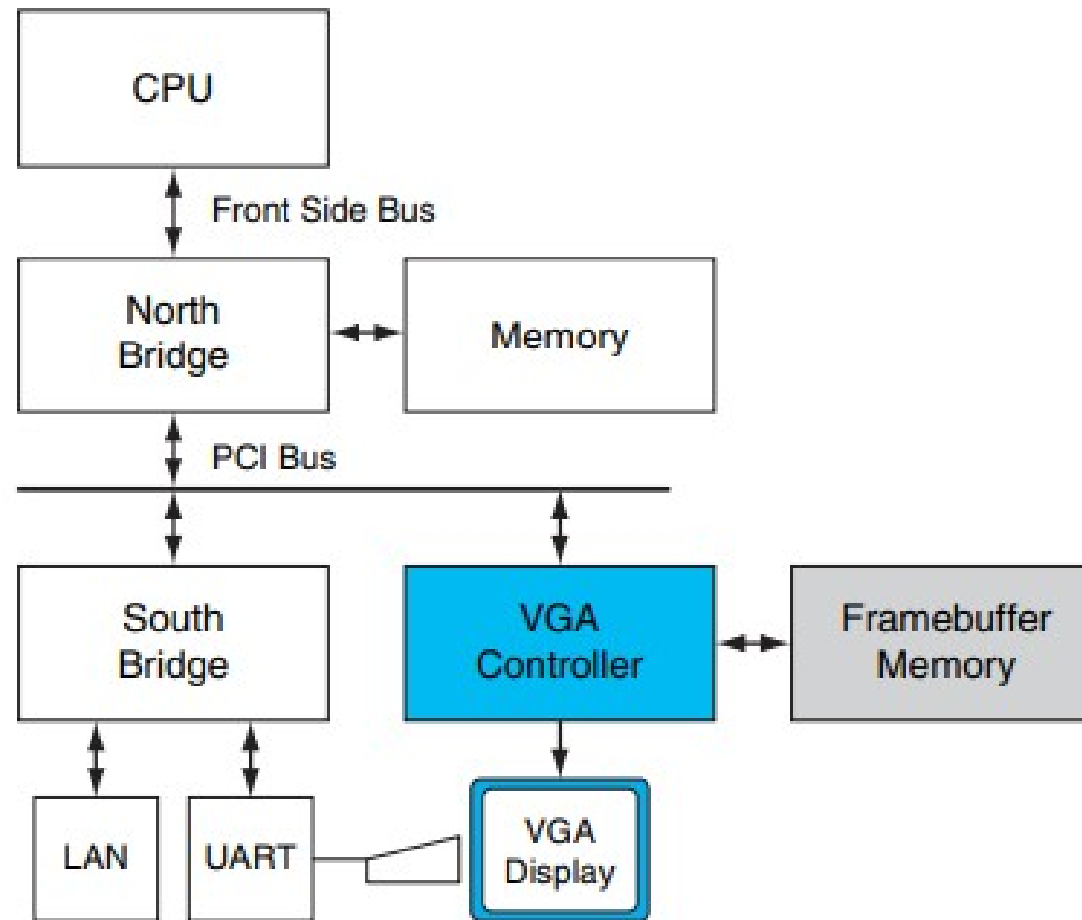 CPU
Front Side Bus
North
Bridge
Memory
PCI Bus
South
Bridge
VGA
Controller
Framebuffer
Memory
LAN
UART
VGA
Display